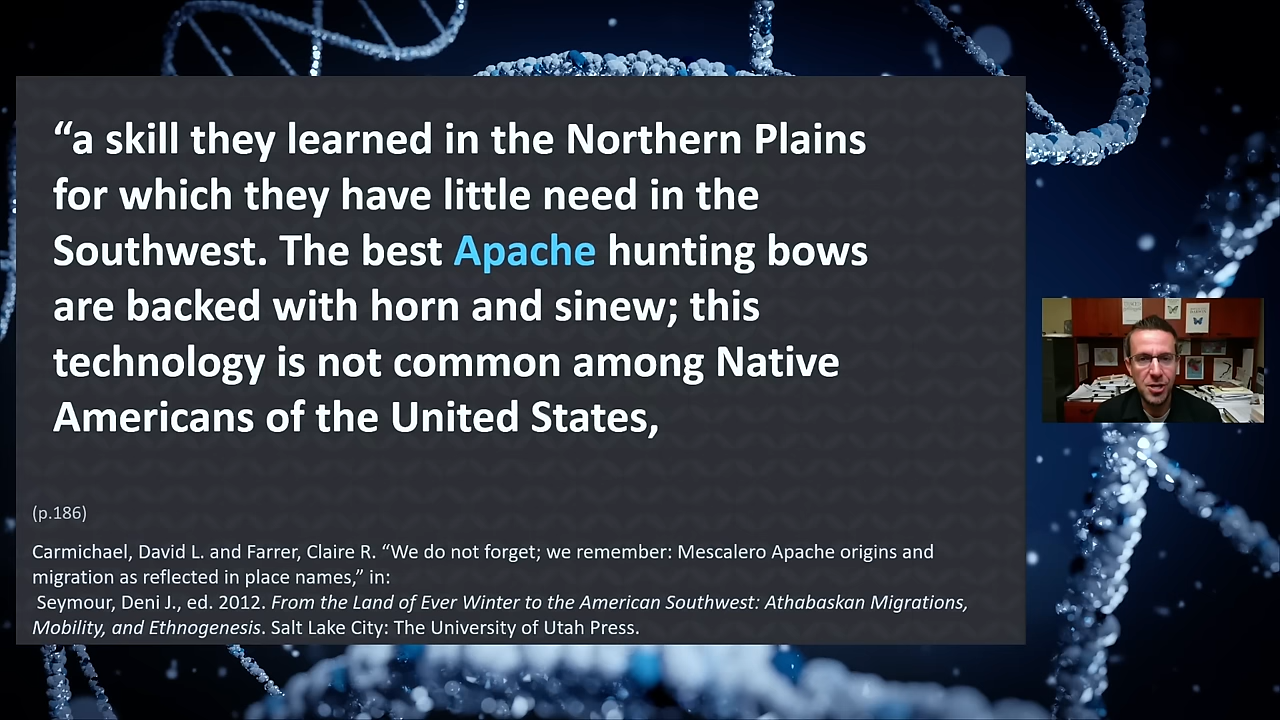 “a skill they learned in the Northern Plains
for which they have little need in the
Southwest. The best Apache hunting bows
are backed with horn and sinew; this
technology is not common among Native
Americans of the United States,
(p.186)
Carmichael, David L. and Farrer, Claire R. “We do not forget; we remember: Mescalero Apache origins and
migration as reflected in place names,” in:
Seymour, Deni J., ed. 2012. From the Land of Ever Winter to the American Southwest: Athabaskan Migrations,
Mobility, and Ethnogenesis. Salt Lake City: The University of Utah Press.